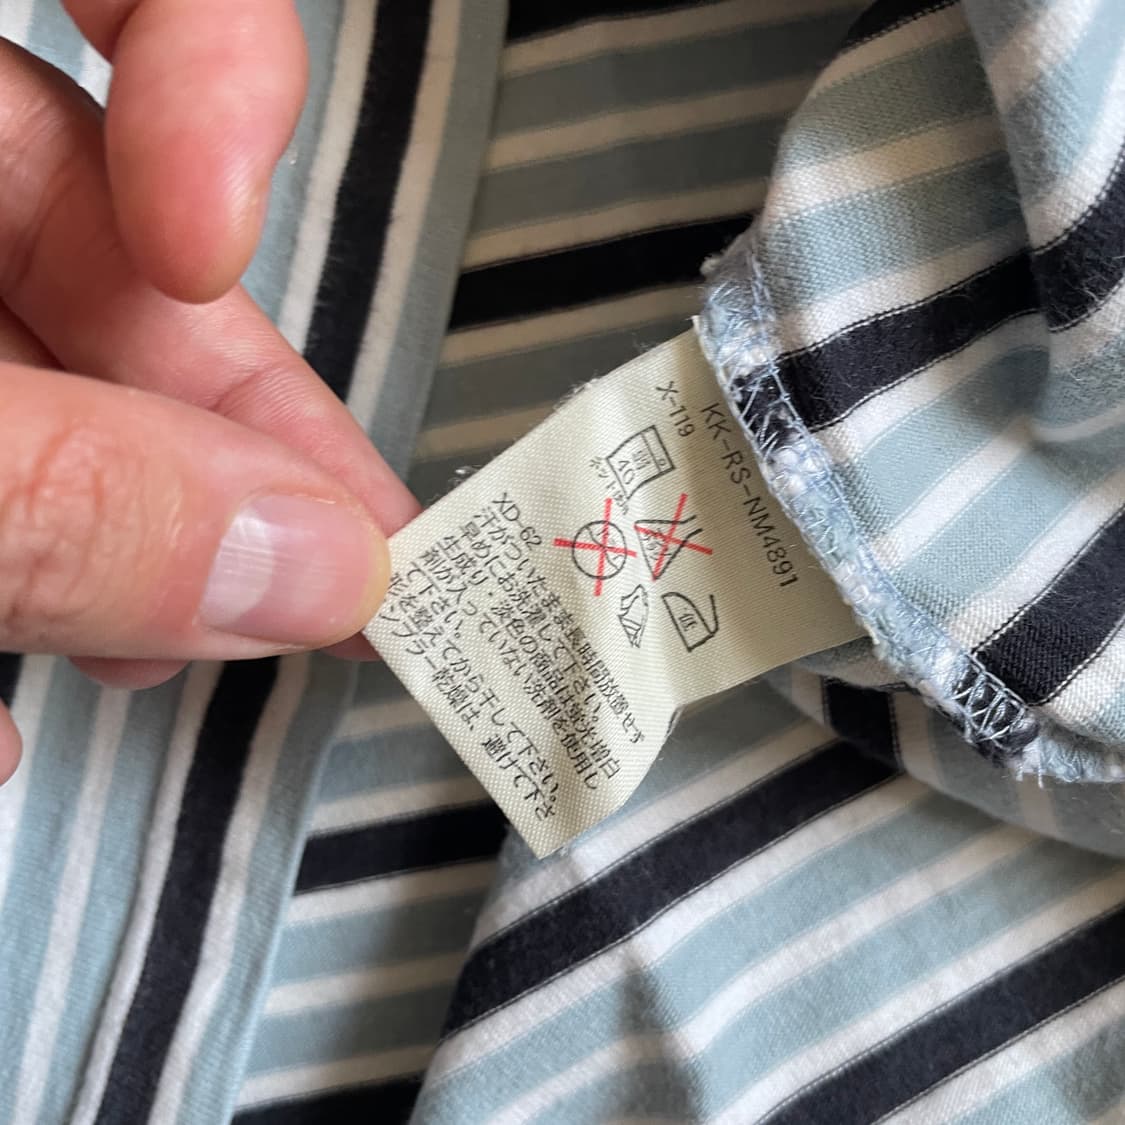 KK-RS-NM4891
X-119
40
低
XD-62
汗がついたまま長時間放置せず
早めにお洗濯して下さい。
生成り・淡色の商品は蛍光増白
剤が入っていない洗剤を使用し
て下さい。
形を整えてから干して下さい。
タンブラー乾燥は、避けて下さ